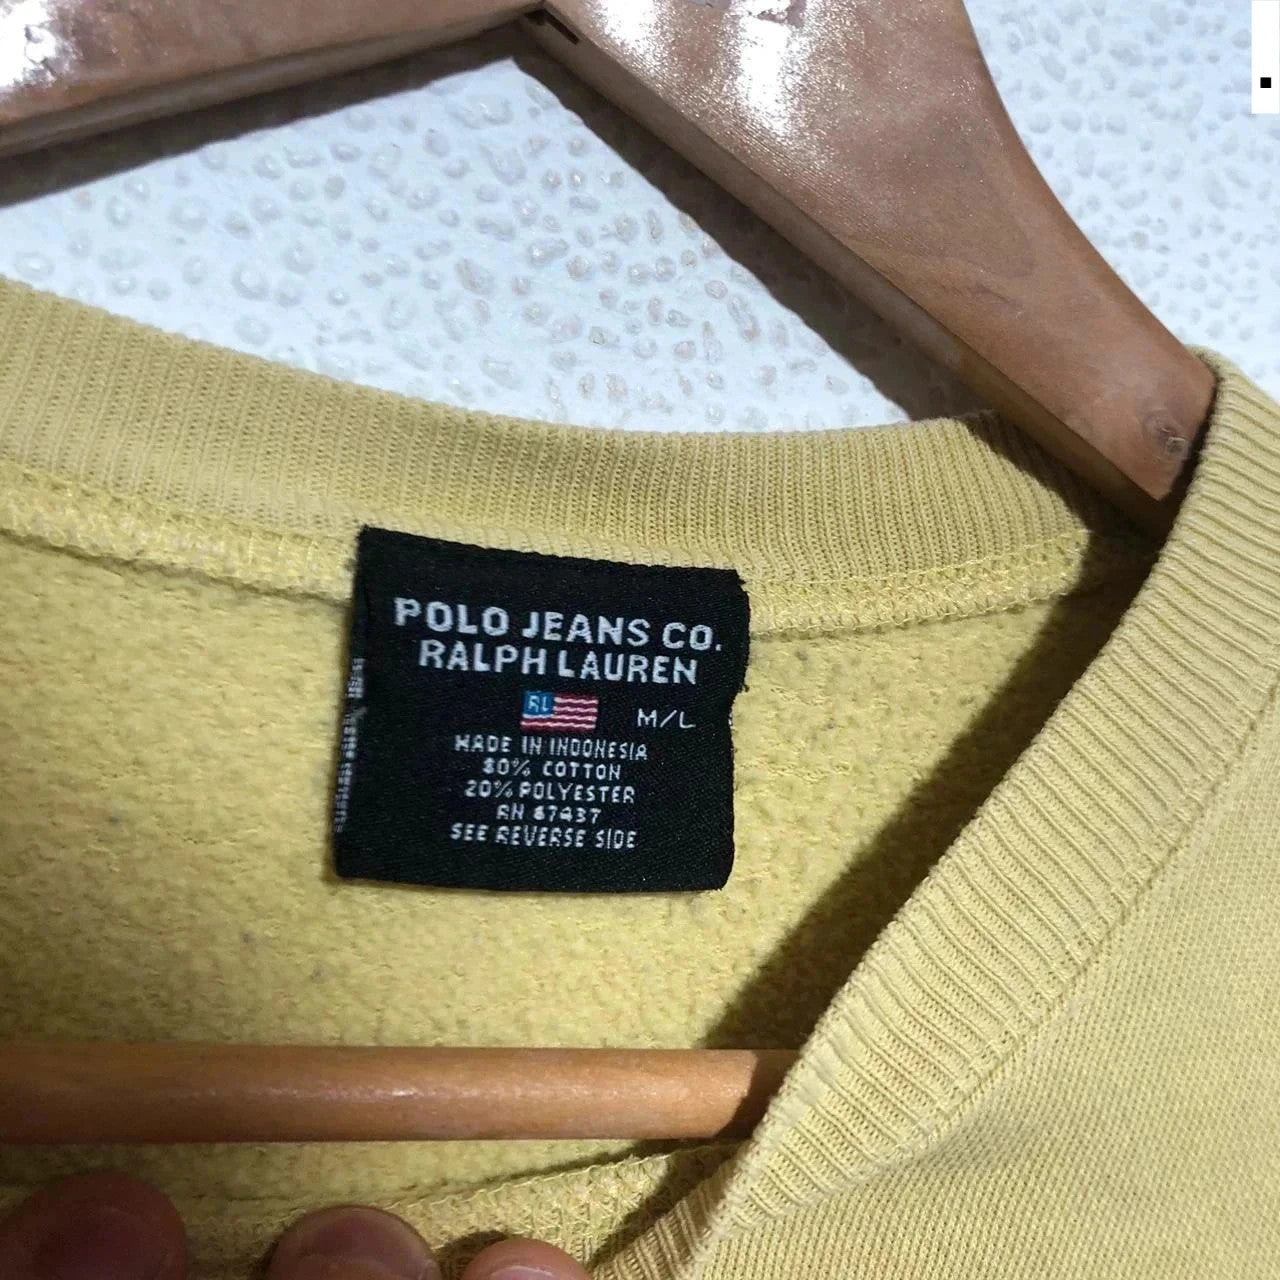 POLO JEANS CO.
RALPH LAUREN
RL
M/L
MADE IN INDONESIA
80% COTTON
20% POLYESTER
RN 67437
SEE REVERSE SIDE